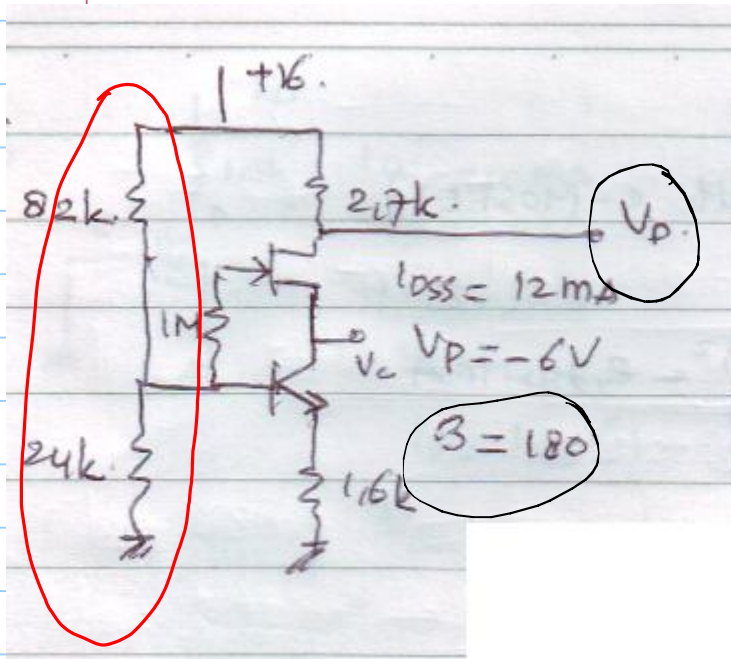 +16.
82k.
2,7k.
VD.
IDSS = 12mA
1M
Vc
VP = -6V
β = 180
24k.
1,6k